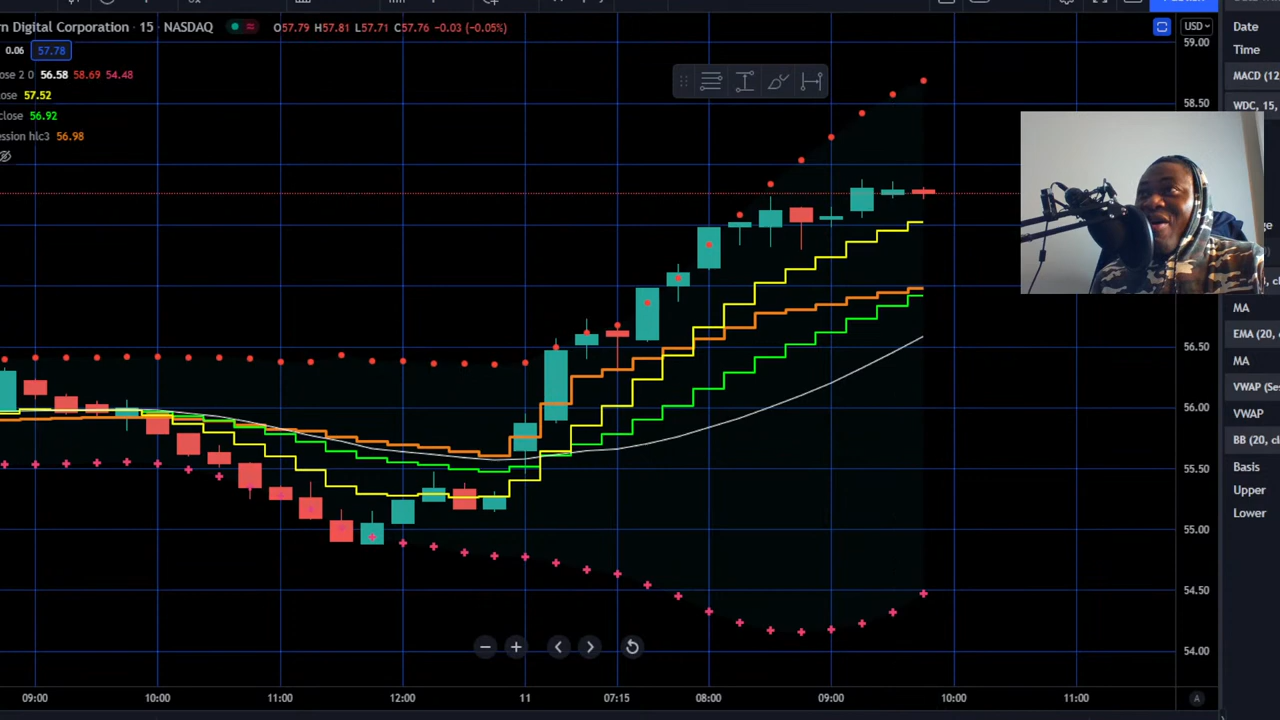 rn Digital Corporation · 15 · NASDAQ O57.79 H57.81 L57.71 C57.76 -0.03 (-0.05%)
0.06 57.78
ose 2 0 56.58 58.69 54.48
ose 57.52
close 56.92
ession hlc3 56.98
USD
59.00
58.50
56.50
56.00
55.50
55.00
54.50
54.00
09:00 10:00 11:00 12:00 11 07:15 08:00 09:00 10:00 11:00
A
Date
Time
MACD (12
WDC, 15,
ge
MA
EMA (20, c
MA
VWAP (Ses
VWAP
BB (20, c
Basis
Upper
Lower